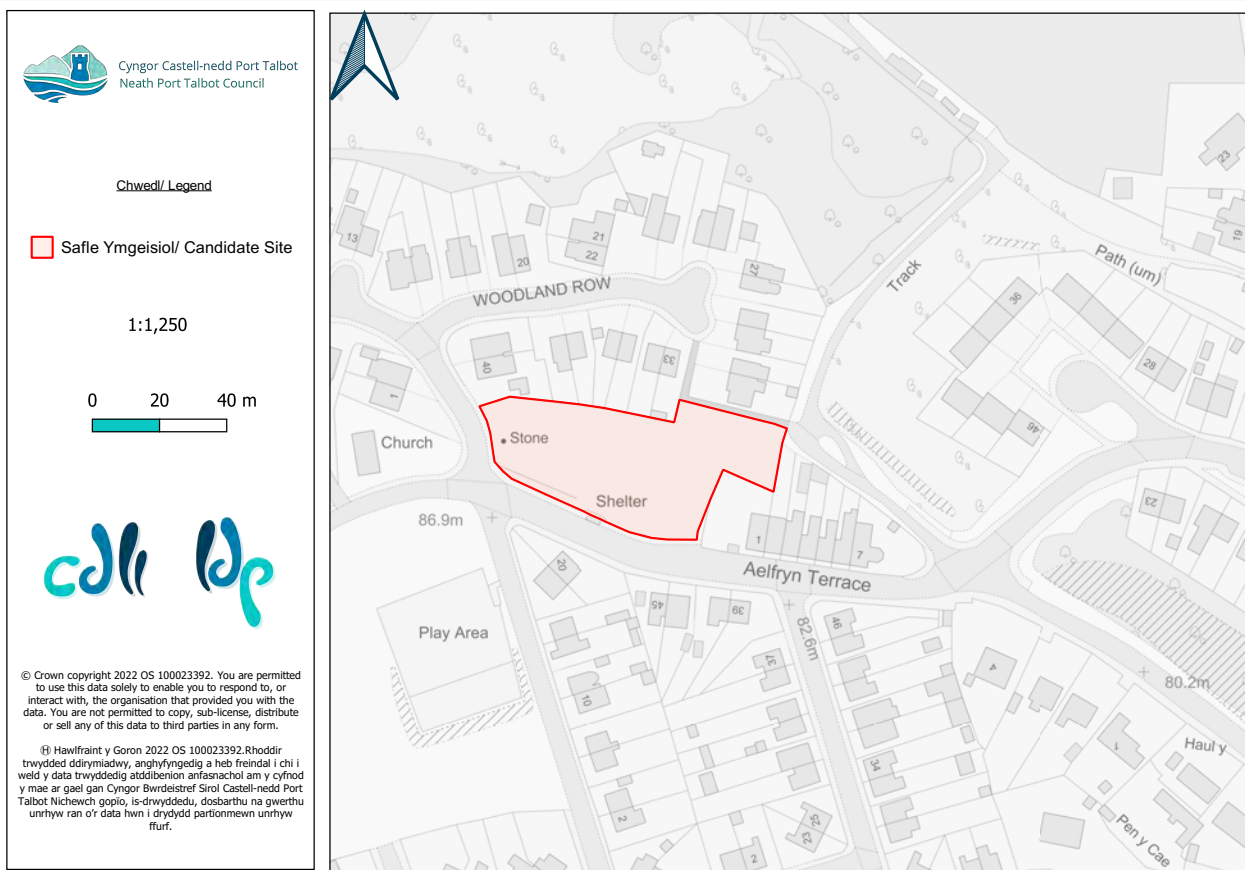 Cyngor Castell-nedd Port Talbot
Neath Port Talbot Council
Chwedl/ Legend
Safle Ymgeisiol/ Candidate Site
1:1,250
0 20 40 m
cdll ldp
© Crown copyright 2022 OS 100023392. You are permitted
to use this data solely to enable you to respond to, or
interact with, the organisation that provided you with the
data. You are not permitted to copy, sub-license, distribute
or sell any of this data to third parties in any form.
Ⓗ Hawlfraint y Goron 2022 OS 100023392.Rhoddir
trwydded ddirymiadwy, anghyfyngedig a heb freindal i chi i
weld y data trwyddedig atddibenion anfasnachol am y cyfnod
y mae ar gael gan Cyngor Bwrdeistref Sirol Castell-nedd Port
Talbot Nichewch gopïo, is-drwyddedu, dosbarthu na gwerthu
unrhyw ran o'r data hwn i drydydd partionmewn unrhyw
ffurf.
23
13
21
22
20
19
27
WOODLAND ROW
Track
Path (um)
36
28
40
33
1
46
Church
Stone
Shelter
23
86.9m
1
7
Aelfryn Terrace
20
45
39
46
Play Area
82.6m
37
4
80.2m
10
1
Haul y
34
2
25
23
2
Pen y Cae